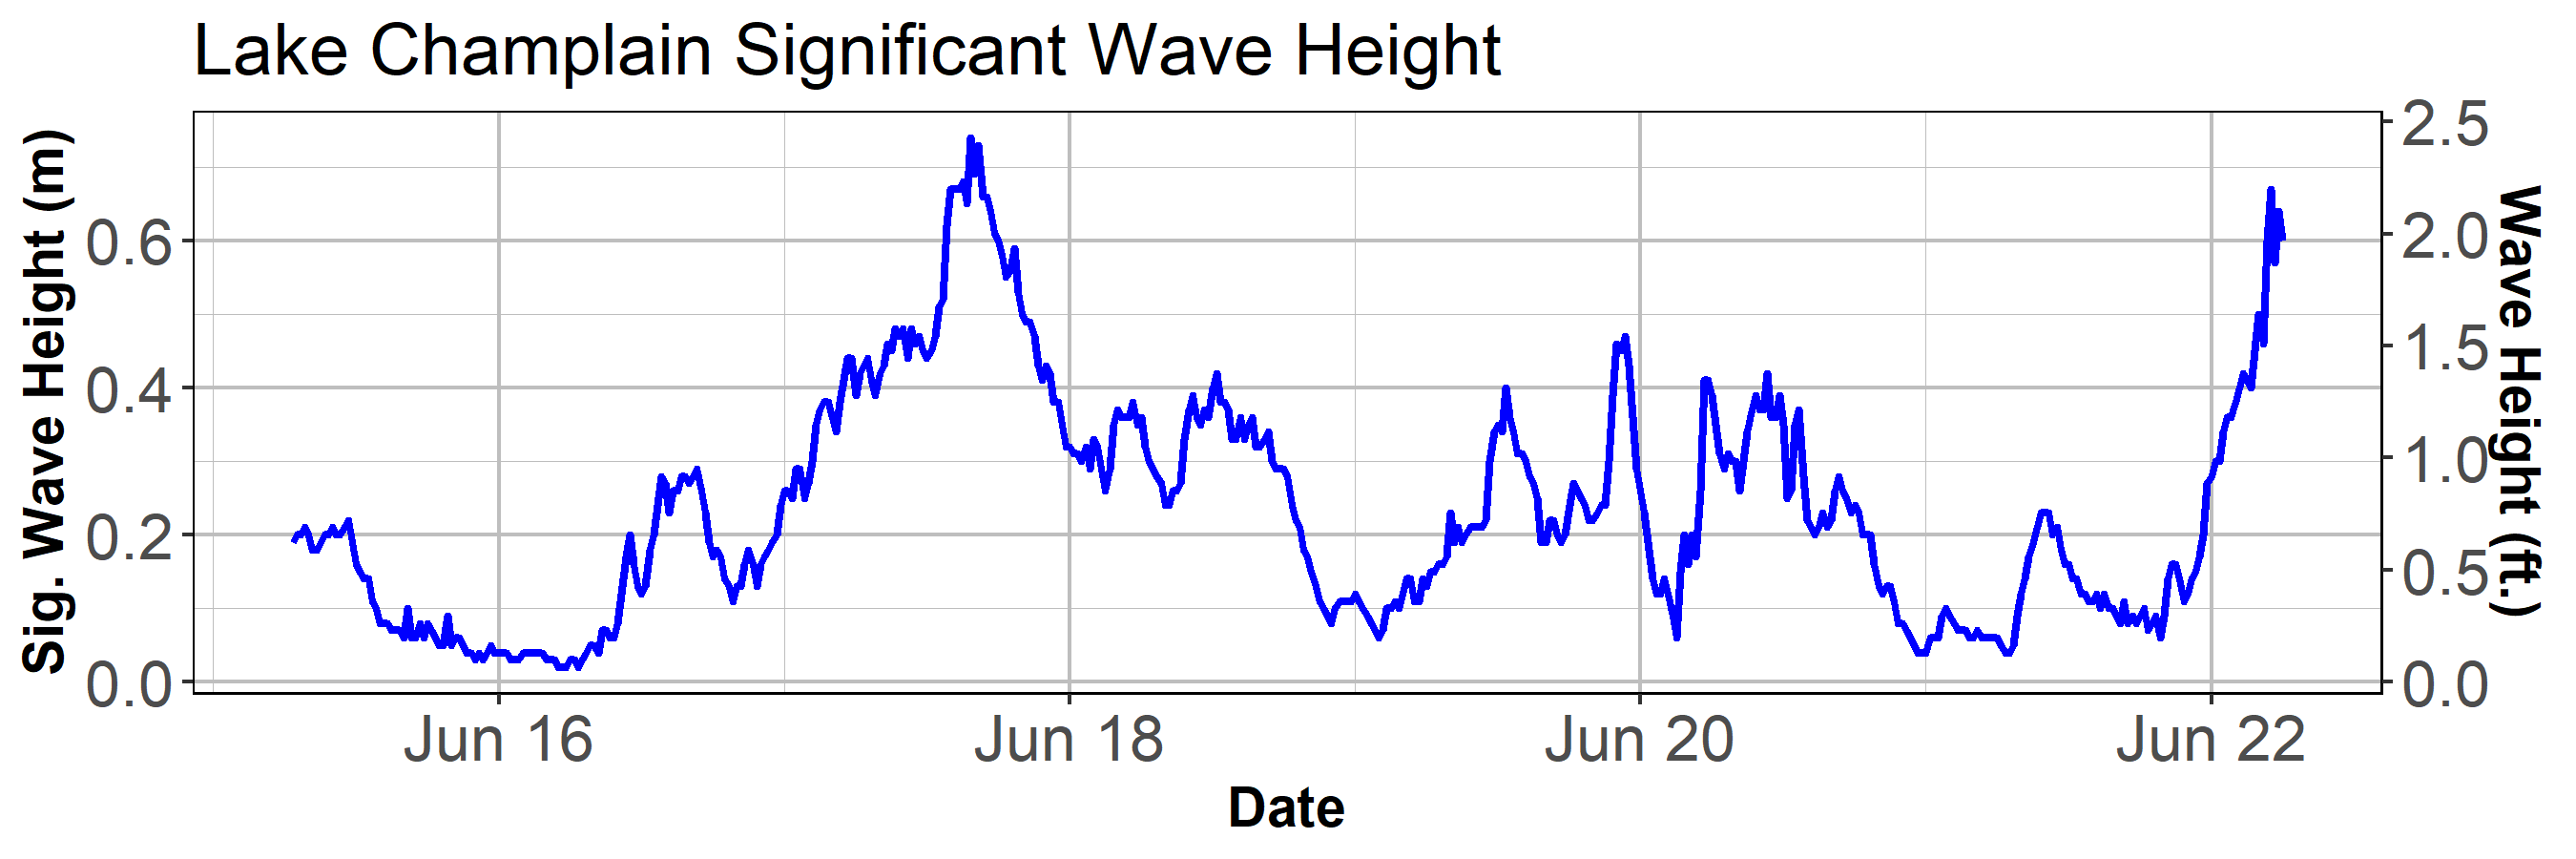 Lake Champlain Significant Wave Height
Sig. Wave Height (m)
0.6
0.4
0.2
0.0
2.5
2.0
1.5
1.0
0.5
0.0
Wave Height (ft.)
Jun 16 Jun 18 Jun 20 Jun 22
Date